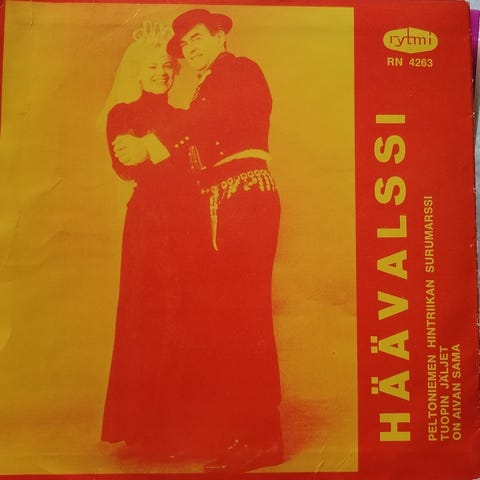 rytmi
RN 4263
HÄÄVALSSI
PELTONIEMEN HINTRIIKAN SURUMARSSI
TUOPIN JÄLJET
ON AIVAN SAMA